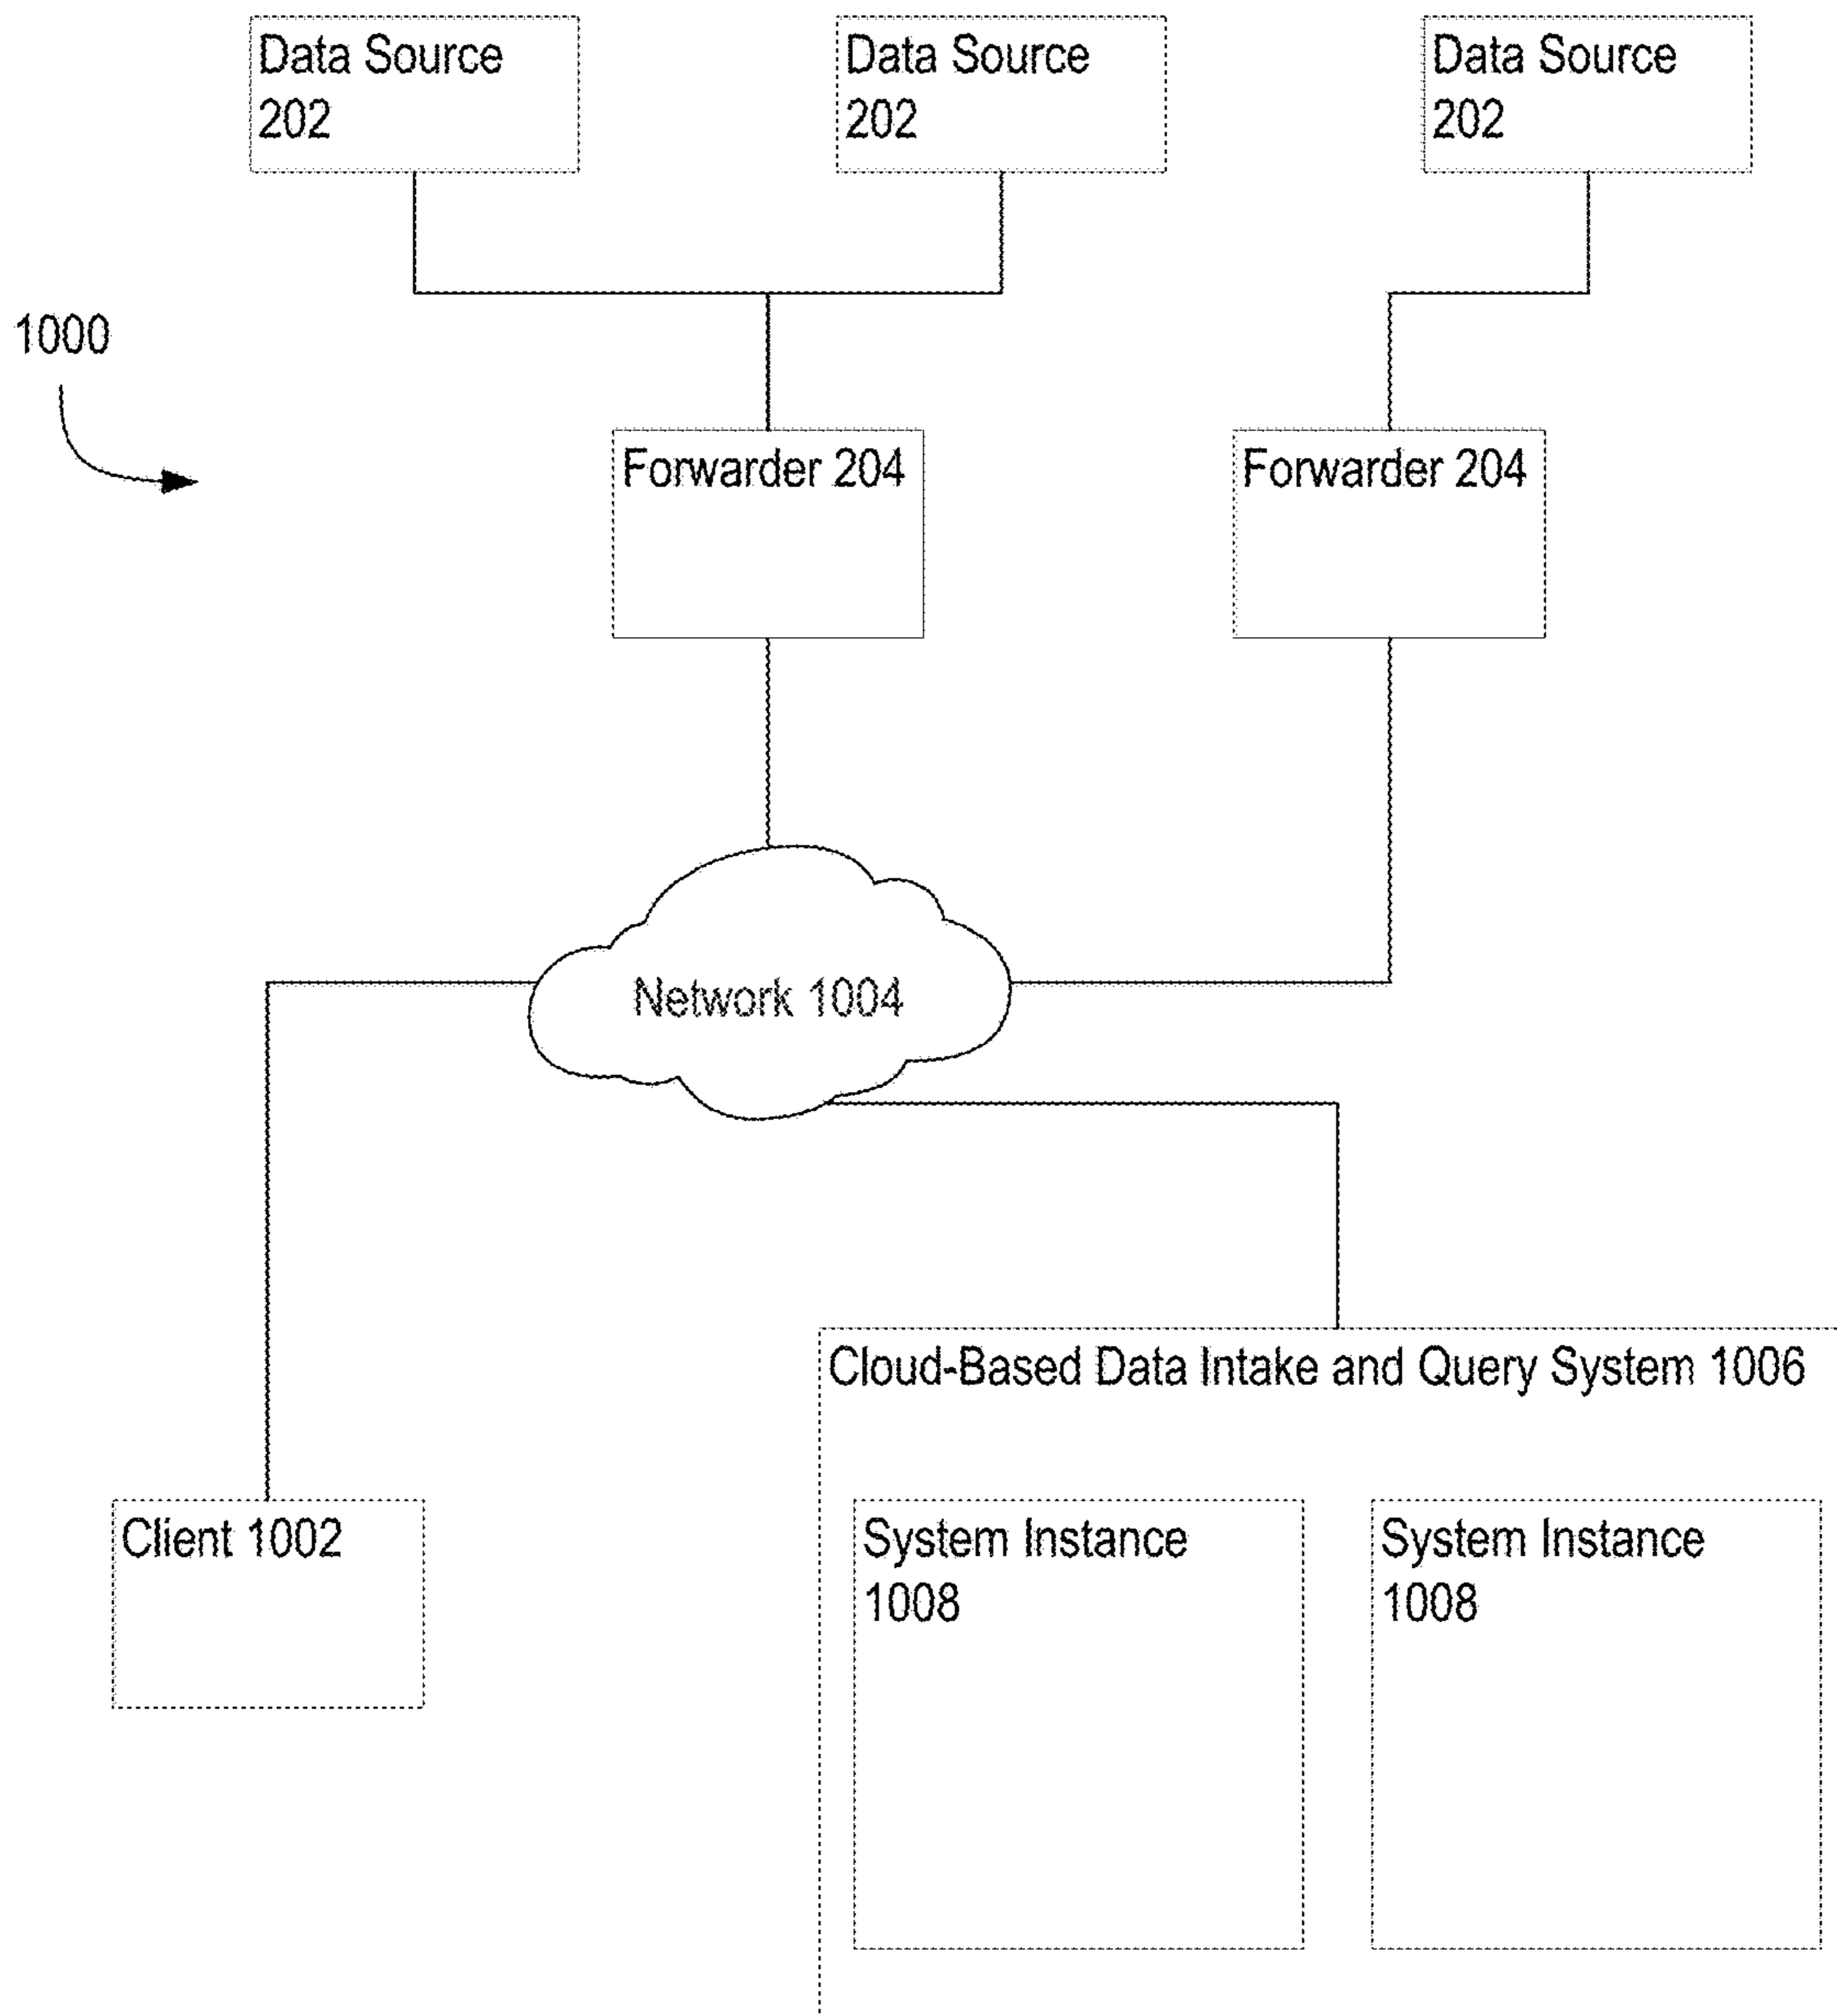 Data Source
202
Data Source
202
Data Source
202
1000
Forwarder 204
Forwarder 204
Network 1004
Cloud-Based Data Intake and Query System 1006
Client 1002
System Instance
1008
System Instance
1008